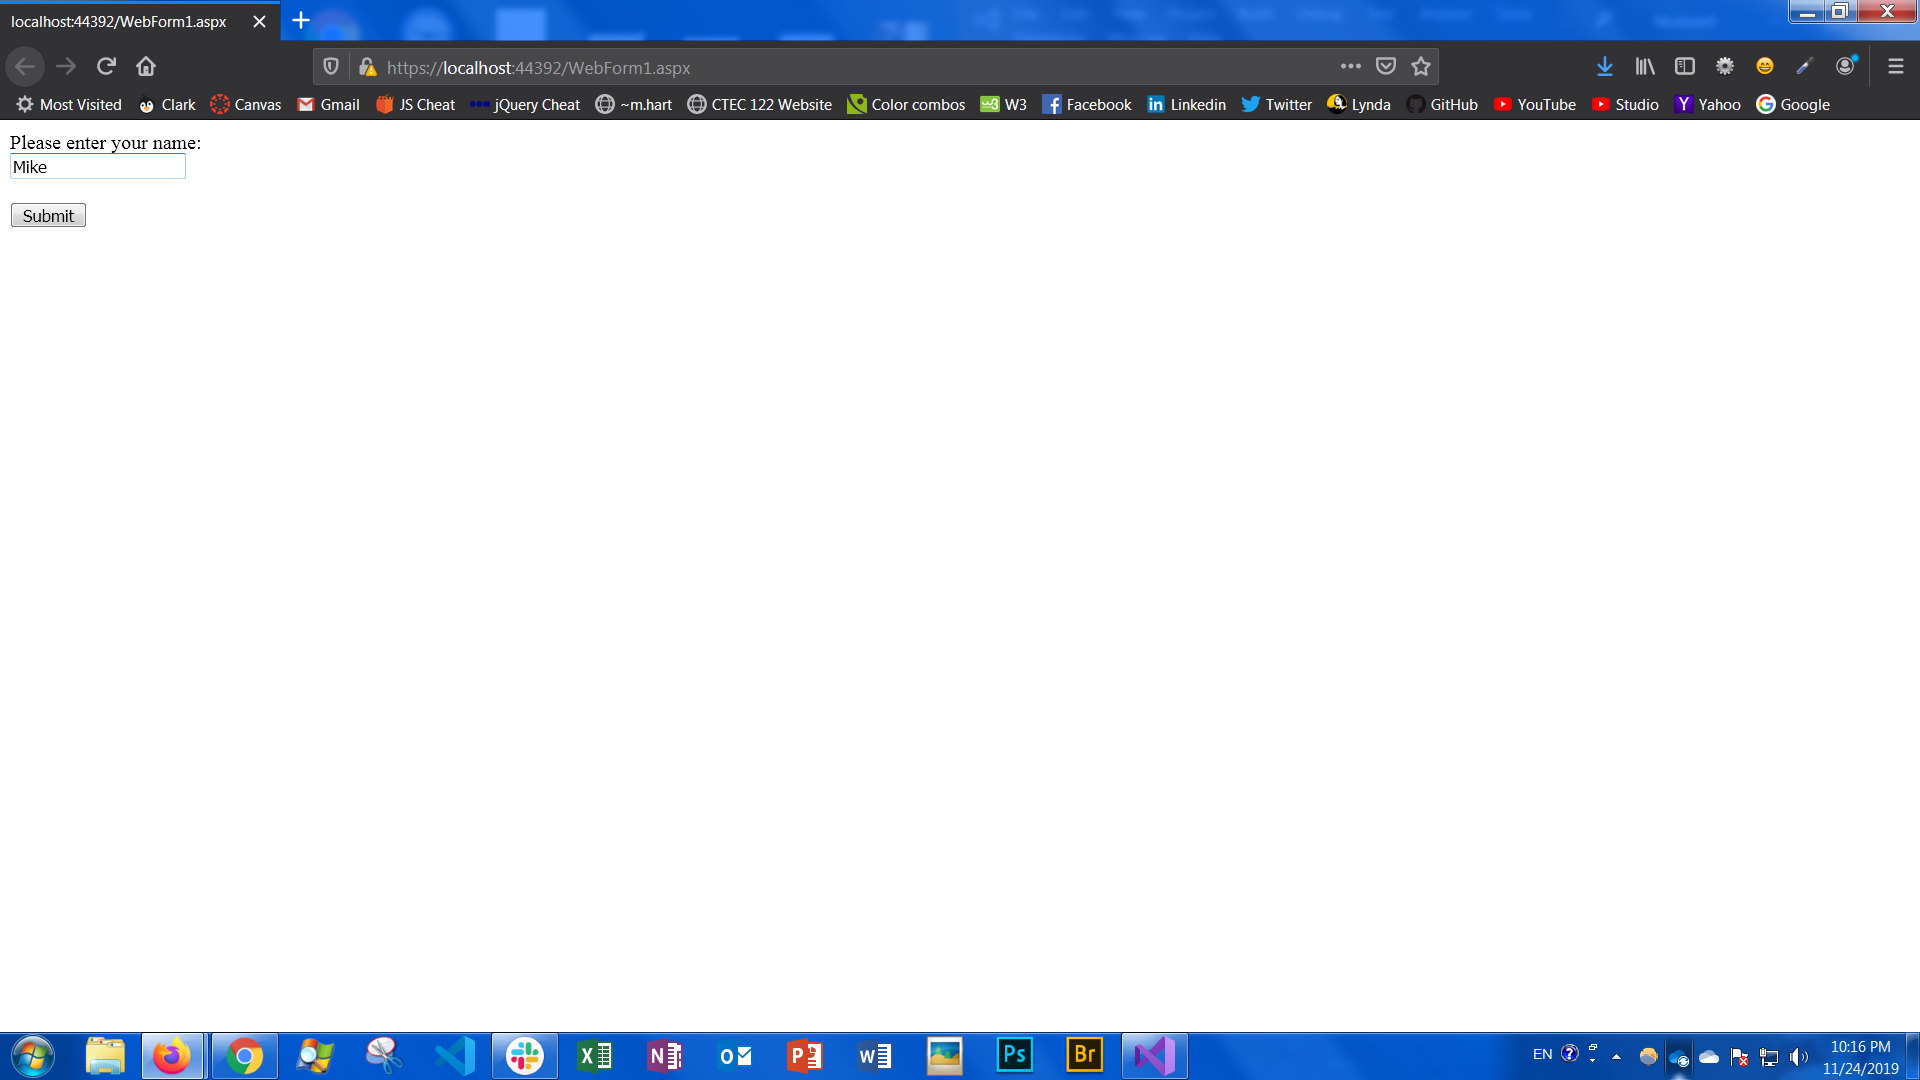 localhost:44392/WebForm1.aspx
https://localhost:44392/WebForm1.aspx
Most Visited Clark Canvas Gmail JS Cheat jQuery Cheat ~m.hart CTEC 122 Website Color combos W3 Facebook Linkedin Twitter Lynda GitHub YouTube Studio Yahoo Google
Please enter your name:
Mike
Submit
EN 10:16 PM
11/24/2019